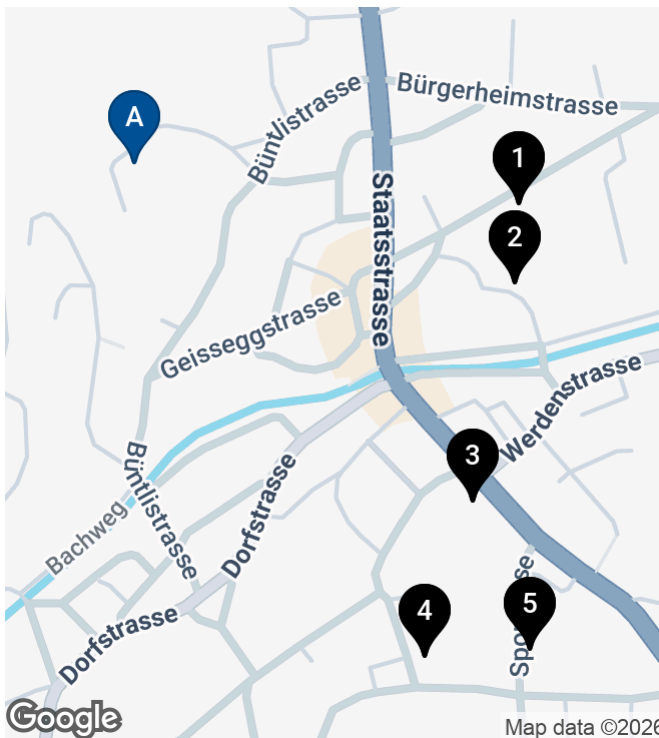 Bürgerheimstrasse
Büntlistrasse
A
1
Staatsstrasse
2
Geisseggstrasse
Werdenstrasse
3
Büntlistrasse
Dorfstrasse
Bachweg
4
5
Dorfstrasse
Google
Map data ©2026